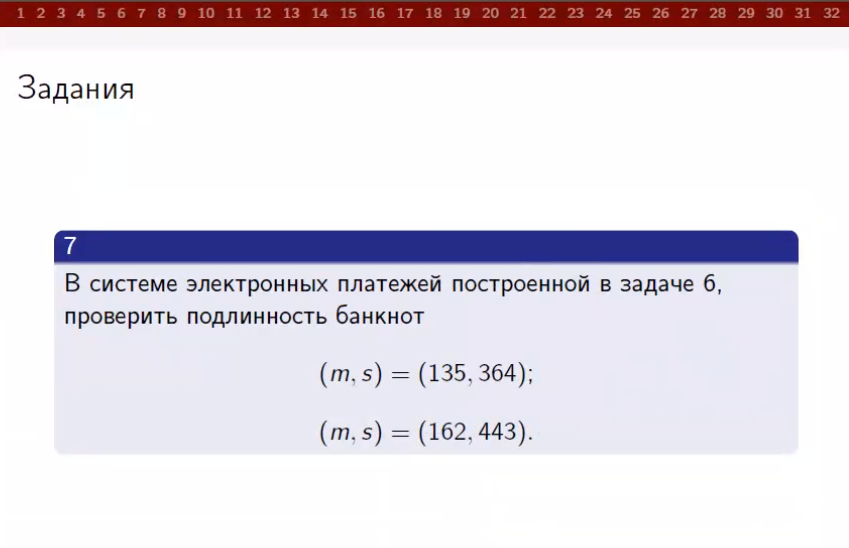 1 2 3 4 5 6 7 8 9 10 11 12 13 14 15 16 17 18 19 20 21 22 23 24 25 26 27 28 29 30 31 32
Задания
7
В системе электронных платежей построенной в задаче 6,
проверить подлинность банкнот
(m, s) = (135, 364);
(m, s) = (162, 443).